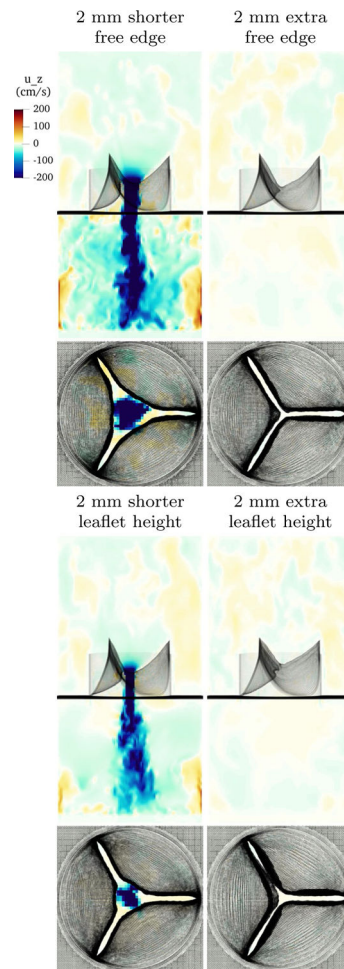 2 mm shorter
free edge
2 mm extra
free edge
u_z
(cm/s)
200
100
0
-100
-200
2 mm shorter
leaflet height
2 mm extra
leaflet height